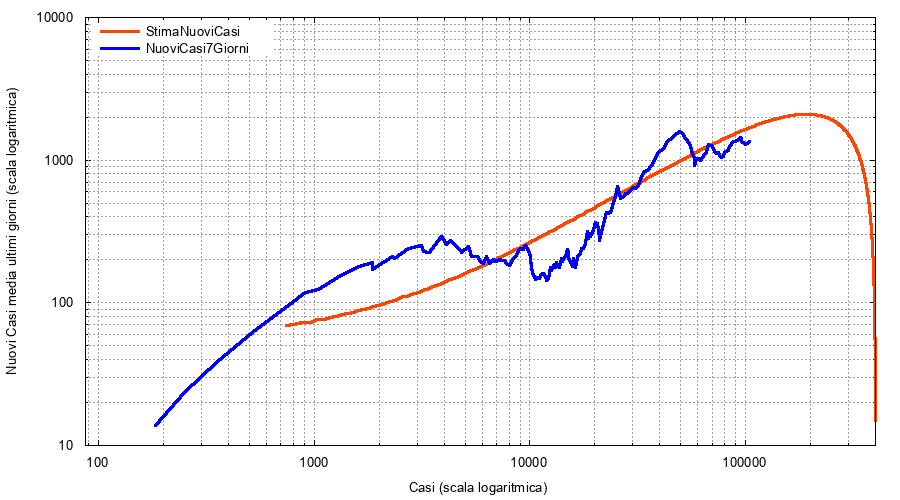 10000
StimaNuoviCasi
NuoviCasi7Giorni
Nuovi Casi media ultimi giorni (scala logaritmica)
1000
100
10
100 1000 10000 100000
Casi (scala logaritmica)